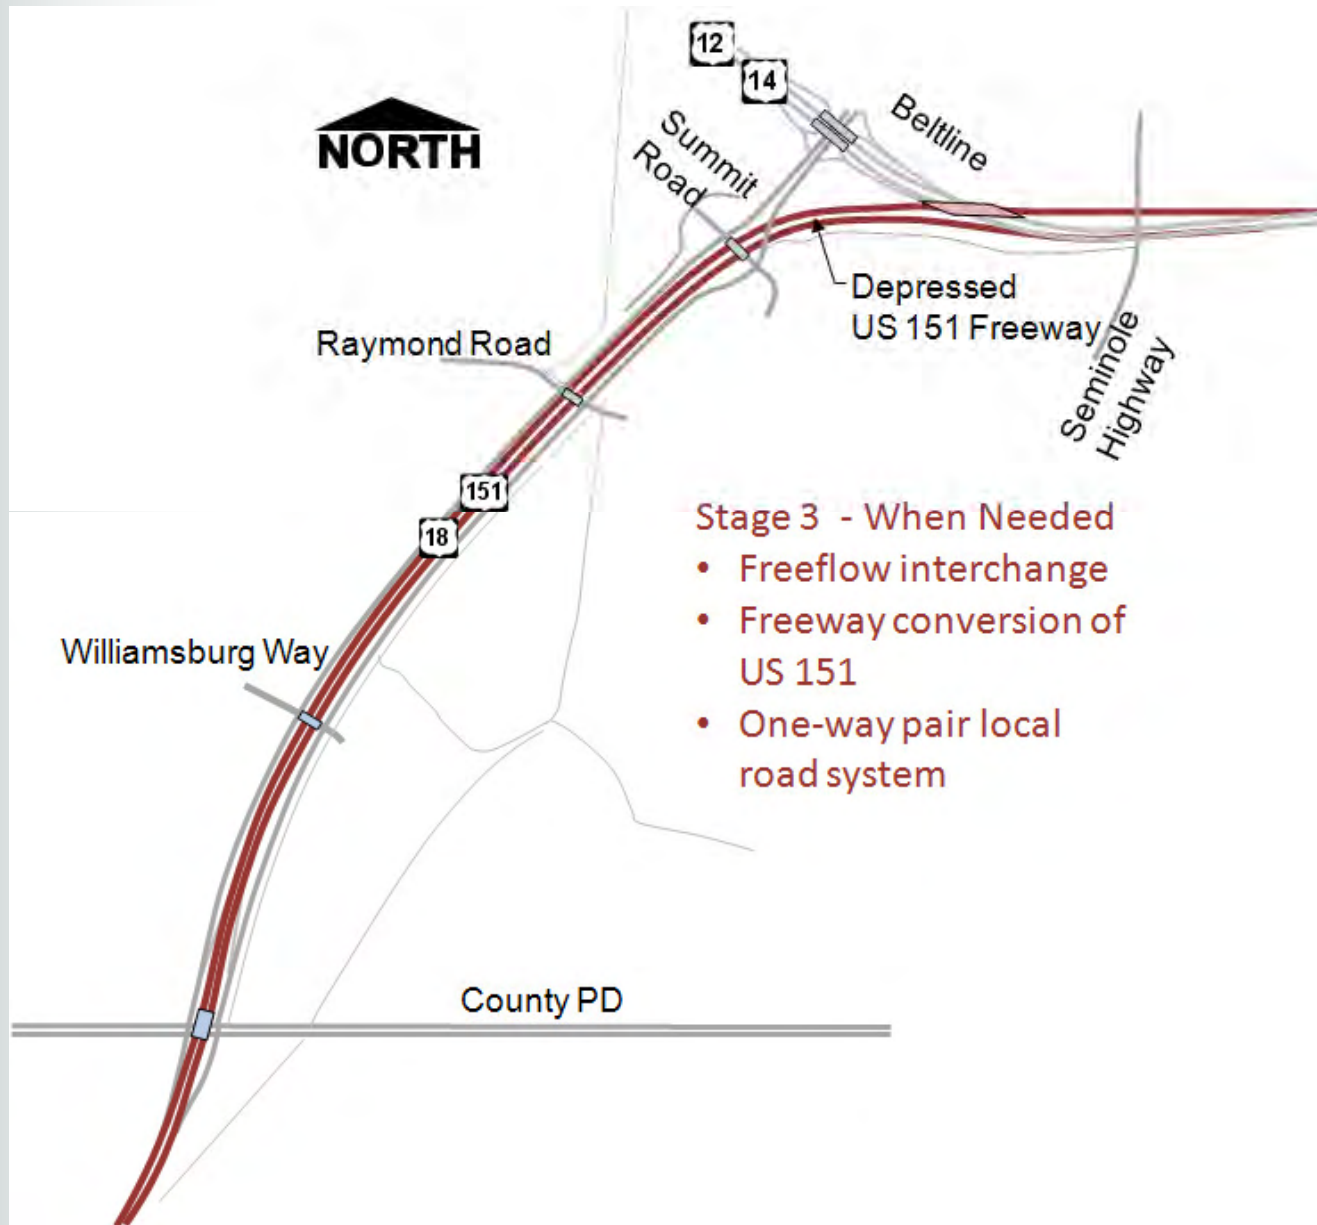 12
14
NORTH
Beltline
Summit
Road
Depressed
US 151 Freeway
Raymond Road
Seminole
Highway
151
18
Stage 3 - When Needed
• Freeflow interchange
• Freeway conversion of
US 151
• One-way pair local
road system
Williamsburg Way
County PD